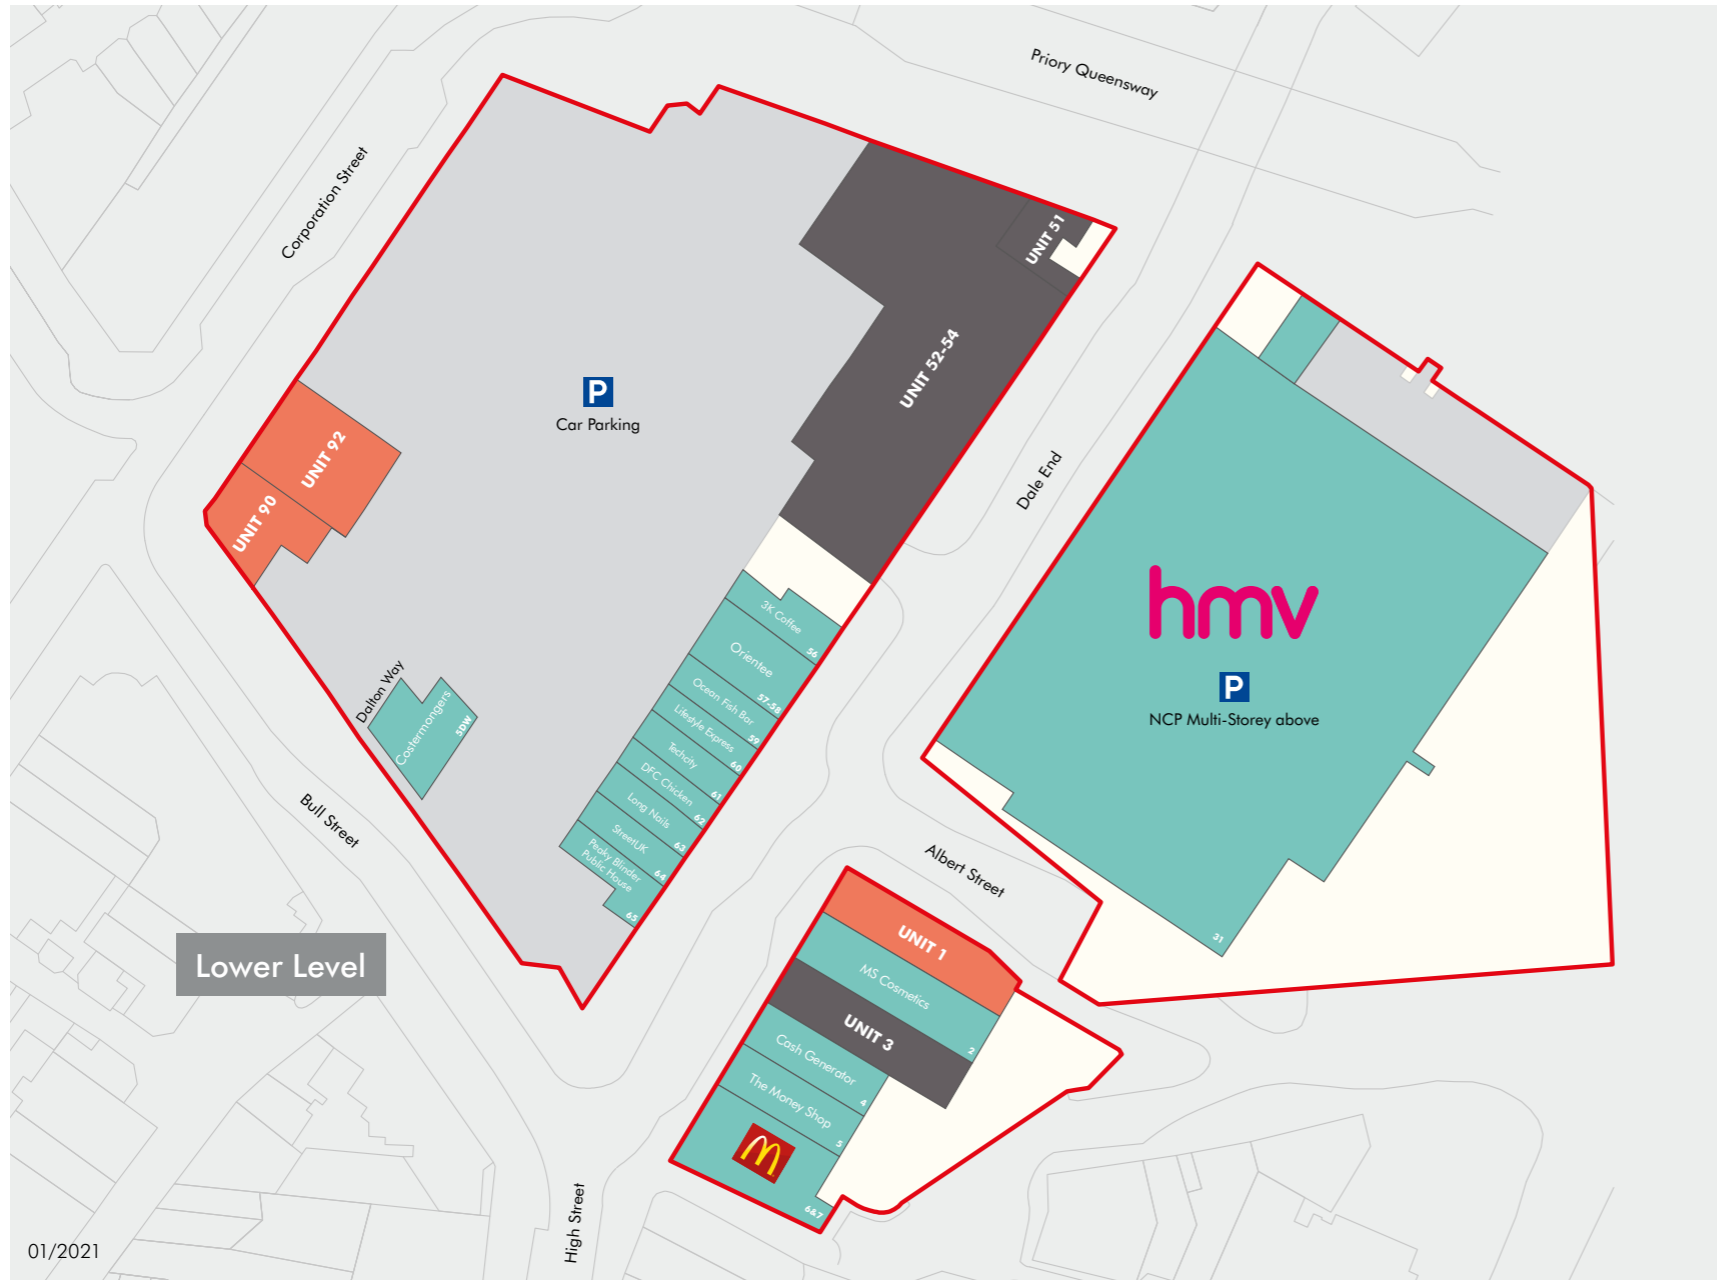 Priory Queensway
Corporation Street
UNIT 51
UNIT 52-54
P
Car Parking
UNIT 92
UNIT 90
Dale End
hmv
P
NCP Multi-Storey above
31
3K Coffee
56
Orientee
57-58
Ocean Fish Bar
59
Lifestyle Express
60
Techcity
61
DFC Chicken
62
Long Nails
63
StreetUK
64
Peaky Blinder
Public House
65
Dalton Way
Costermongers
5DW
Bull Street
Albert Street
Lower Level
UNIT 1
MS Cosmetics
2
UNIT 3
Cash Generator
4
The Money Shop
5
M
6&7
High Street
01/2021